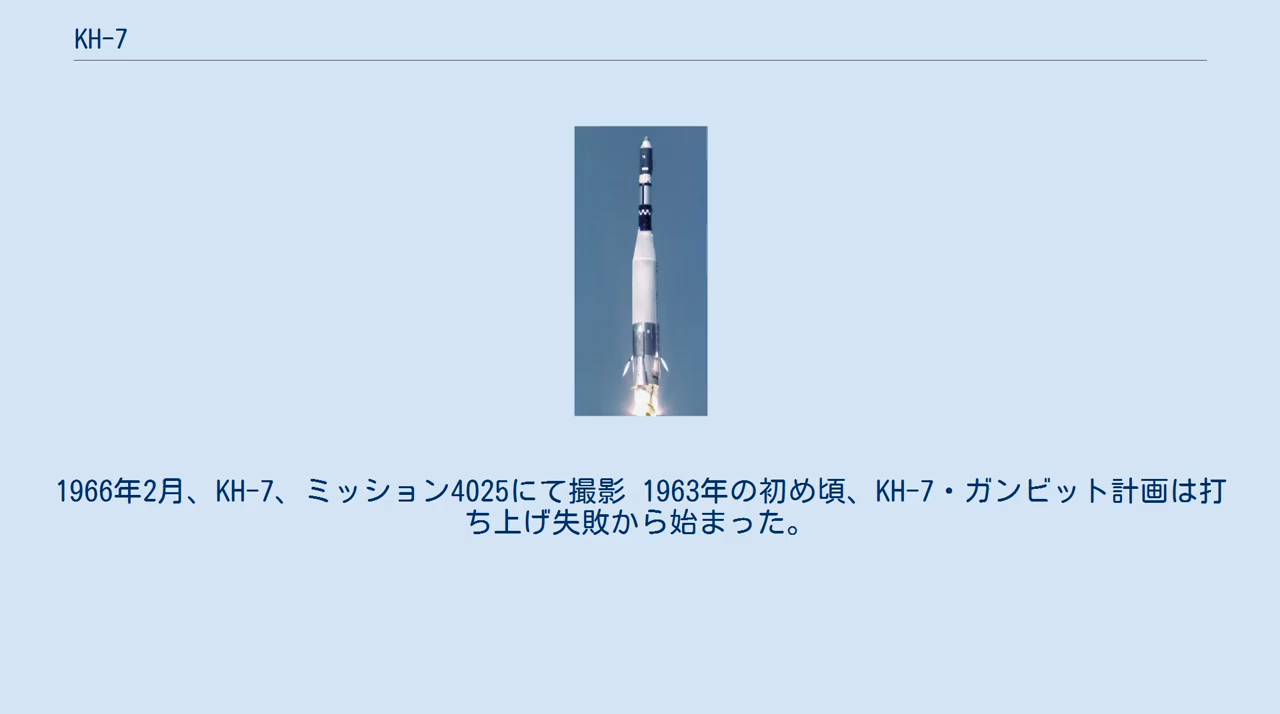 KH-7
1966年2月、KH-7、ミッション4025にて撮影 1963年の初め頃、KH-7・ガンビット計画は打
ち上げ失敗から始まった。